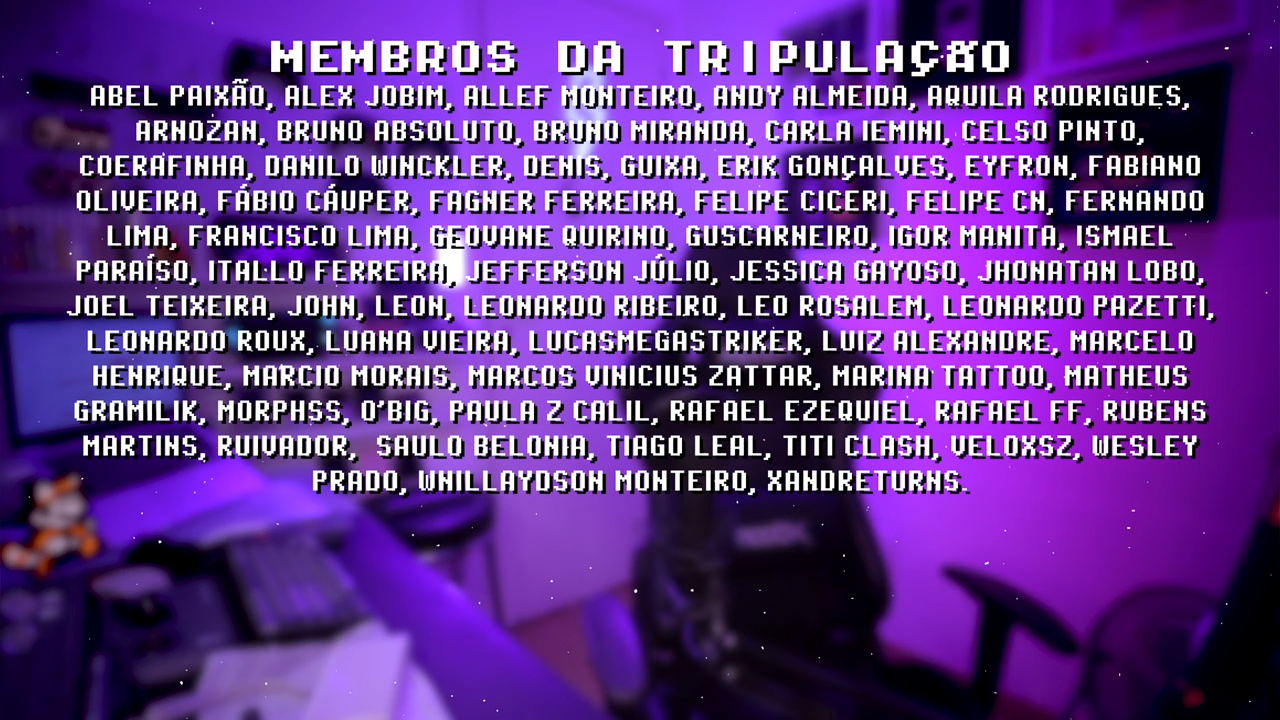 MEMBROS DA TRIPULAÇÃO
ABEL PAIXÃO, ALEX JOBIM, ALLEF MONTEIRO, ANDY ALMEIDA, AQUILA RODRIGUES,
ARNOZAN, BRUNO ABSOLUTO, BRUNO MIRANDA, CARLA IEMINI, CELSO PINTO,
COERAFINHA, DANILO WINCKLER, DENIS, GUIXA, ERIK GONÇALVES, EYFRON, FABIANO
OLIVEIRA, FÁBIO CÁUPER, FAGNER FERREIRA, FELIPE CICERI, FELIPE CN, FERNANDO
LIMA, FRANCISCO LIMA, GEOVANE QUIRINO, GUSCARNEIRO, IGOR MANITA, ISMAEL
PARAÍSO, ITALLO FERREIRA, JEFFERSON JÚLIO, JESSICA GAYOSO, JHONATAN LOBO,
JOEL TEIXEIRA, JOHN, LEON, LEONARDO RIBEIRO, LEO ROSALEM, LEONARDO PAZETTI,
LEONARDO ROUX, LUANA VIEIRA, LUCASMEGASTRIKER, LUIZ ALEXANDRE, MARCELO
HENRIQUE, MARCIO MORAIS, MARCOS VINICIUS ZATTAR, MARINA TATTOO, MATHEUS
GRAMILIK, MORPHSS, O'BIG, PAULA Z CALIL, RAFAEL EZEQUIEL, RAFAEL FF, RUBENS
MARTINS, RUIVADOR, SAULO BELONIA, TIAGO LEAL, TITI CLASH, VELOXSZ, WESLEY
PRADO, WNILLAYDSON MONTEIRO, XANDRETURNS.